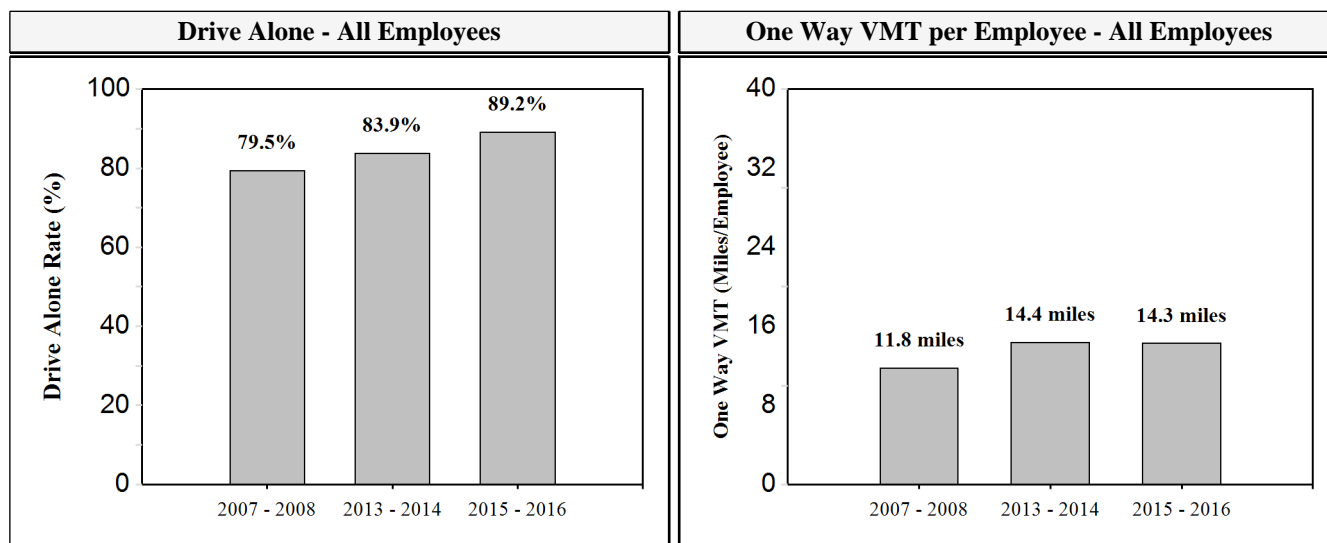 Drive Alone - All Employees
Drive Alone Rate (%)
100
80
60
40
20
0
79.5%
83.9%
89.2%
2007 - 2008
2013 - 2014
2015 - 2016
One Way VMT per Employee - All Employees
One Way VMT (Miles/Employee)
40
32
24
16
8
0
11.8 miles
14.4 miles
14.3 miles
2007 - 2008
2013 - 2014
2015 - 2016